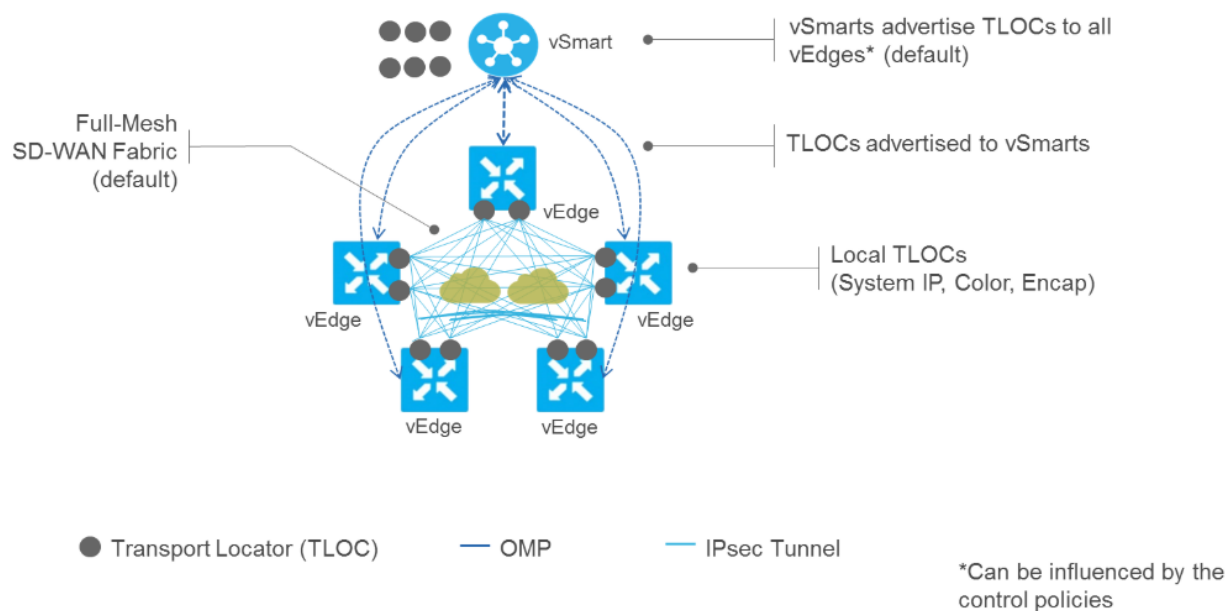 vSmart
vSmarts advertise TLOCs to all
vEdges* (default)
Full-Mesh
SD-WAN Fabric
(default)
TLOCs advertised to vSmarts
vEdge
Local TLOCs
(System IP, Color, Encap)
vEdge
vEdge
vEdge
vEdge
Transport Locator (TLOC)
OMP
IPsec Tunnel
*Can be influenced by the
control policies